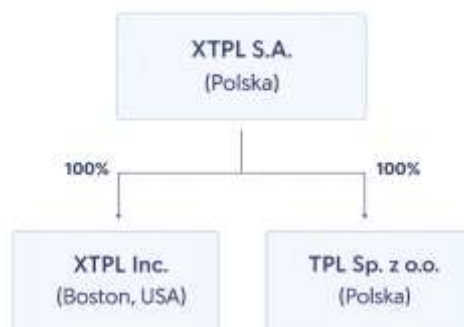 XTPL S.A.
(Polska)
100%
100%
XTPL Inc.
(Boston, USA)
TPL Sp. z o.o.
(Polska)